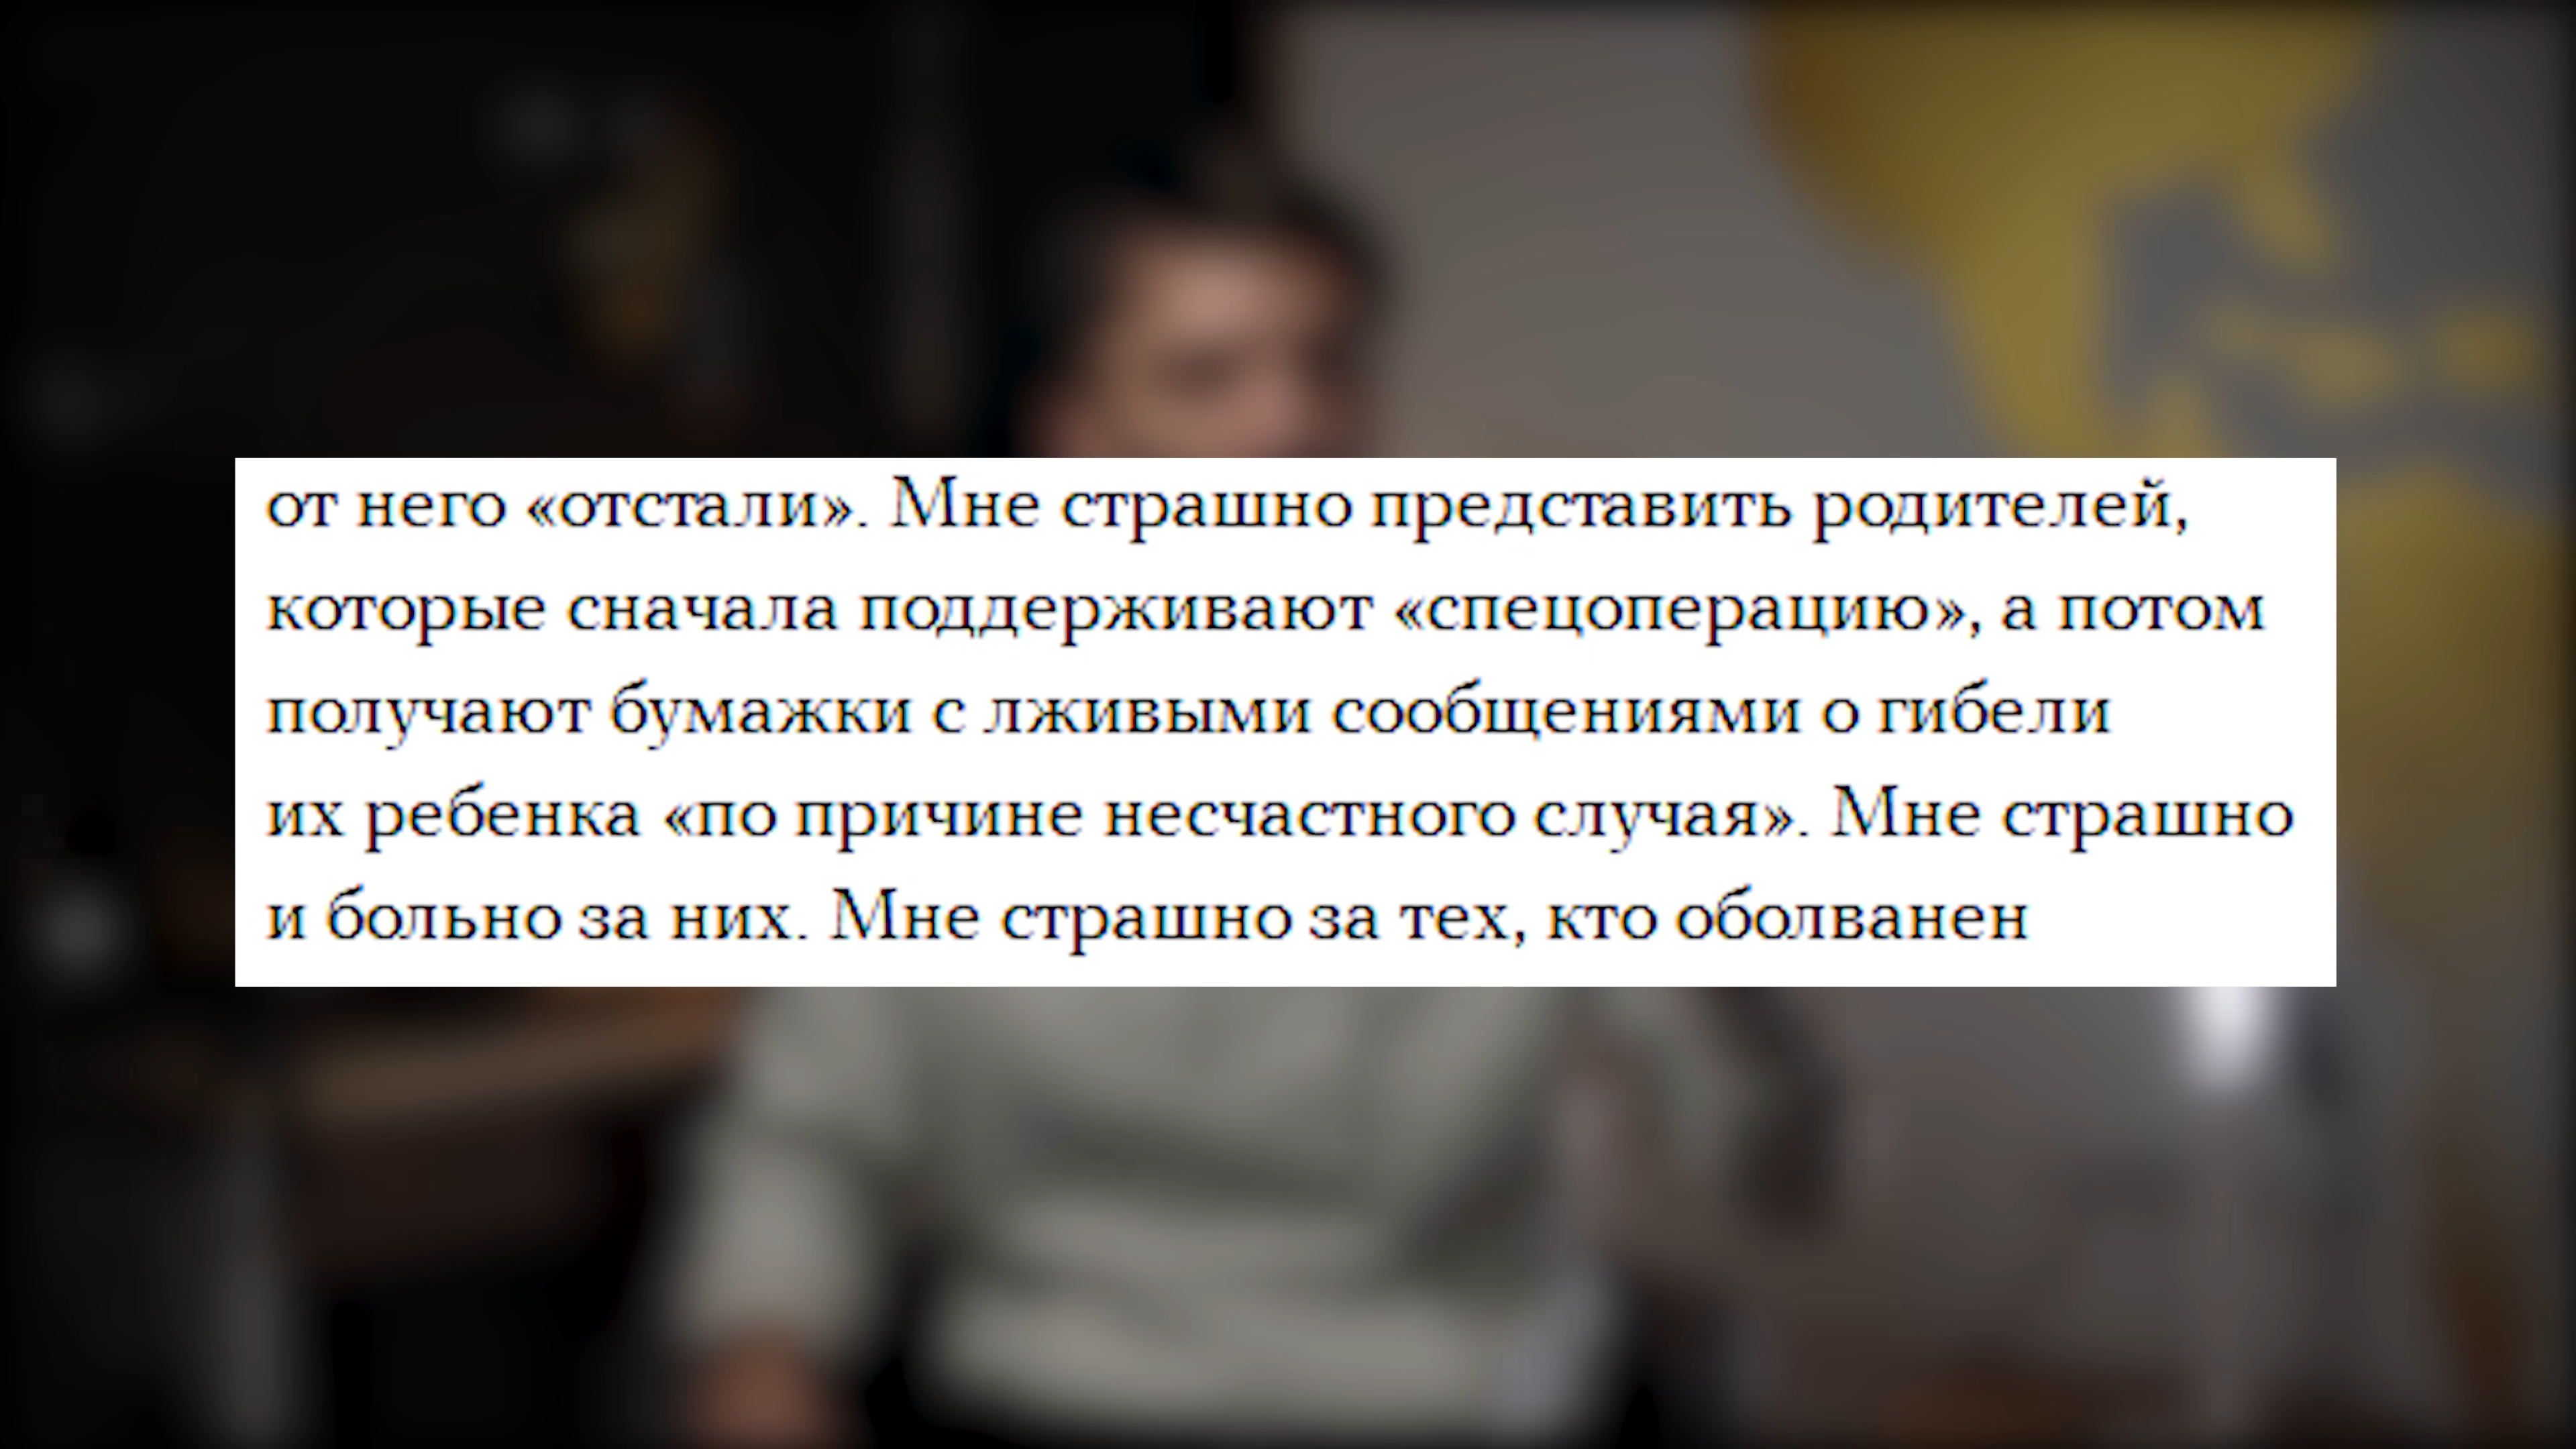 от него «отстали». Мне страшно представить родителей,
которые сначала поддерживают «спецоперацию», а потом
получают бумажки с лживыми сообщениями о гибели
их ребенка «по причине несчастного случая». Мне страшно
и больно за них. Мне страшно за тех, кто оболванен